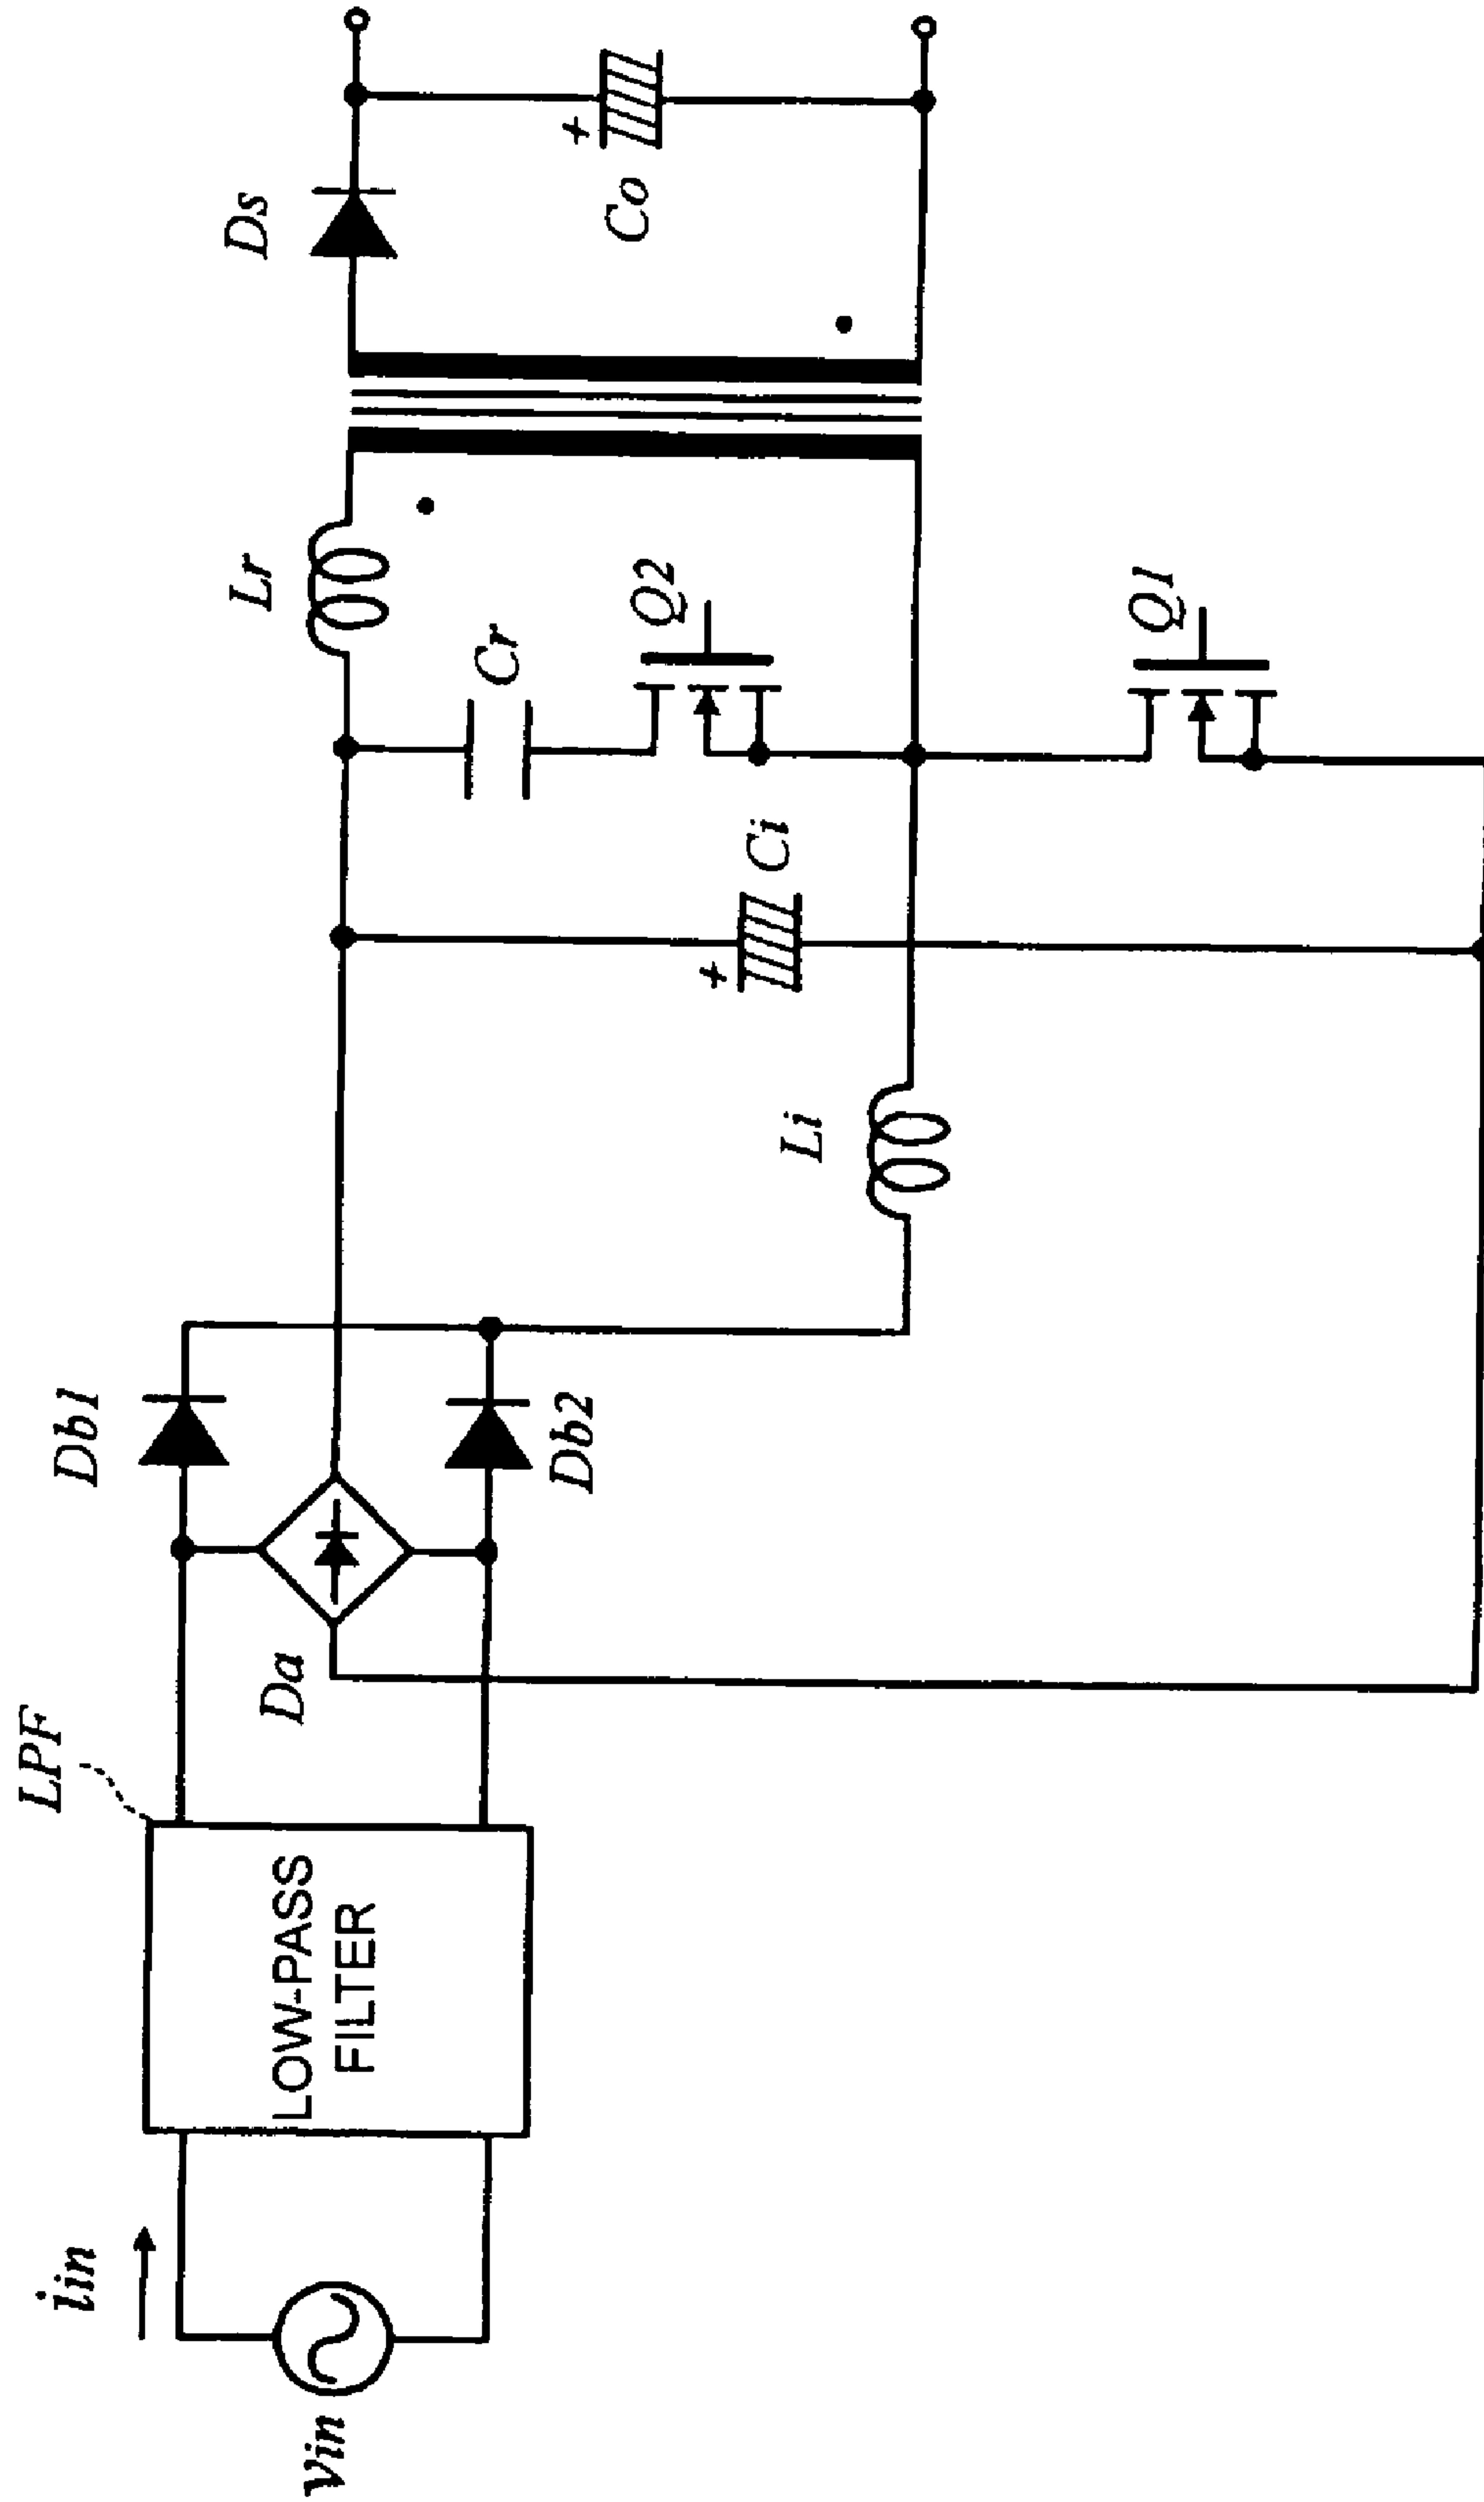 Vin
iin
LOW-PASS
FILTER
LPF
Da
Db1
Db2
Li
Ci
+
Cr
Lr
Q2
Q1
Ds
Co
+